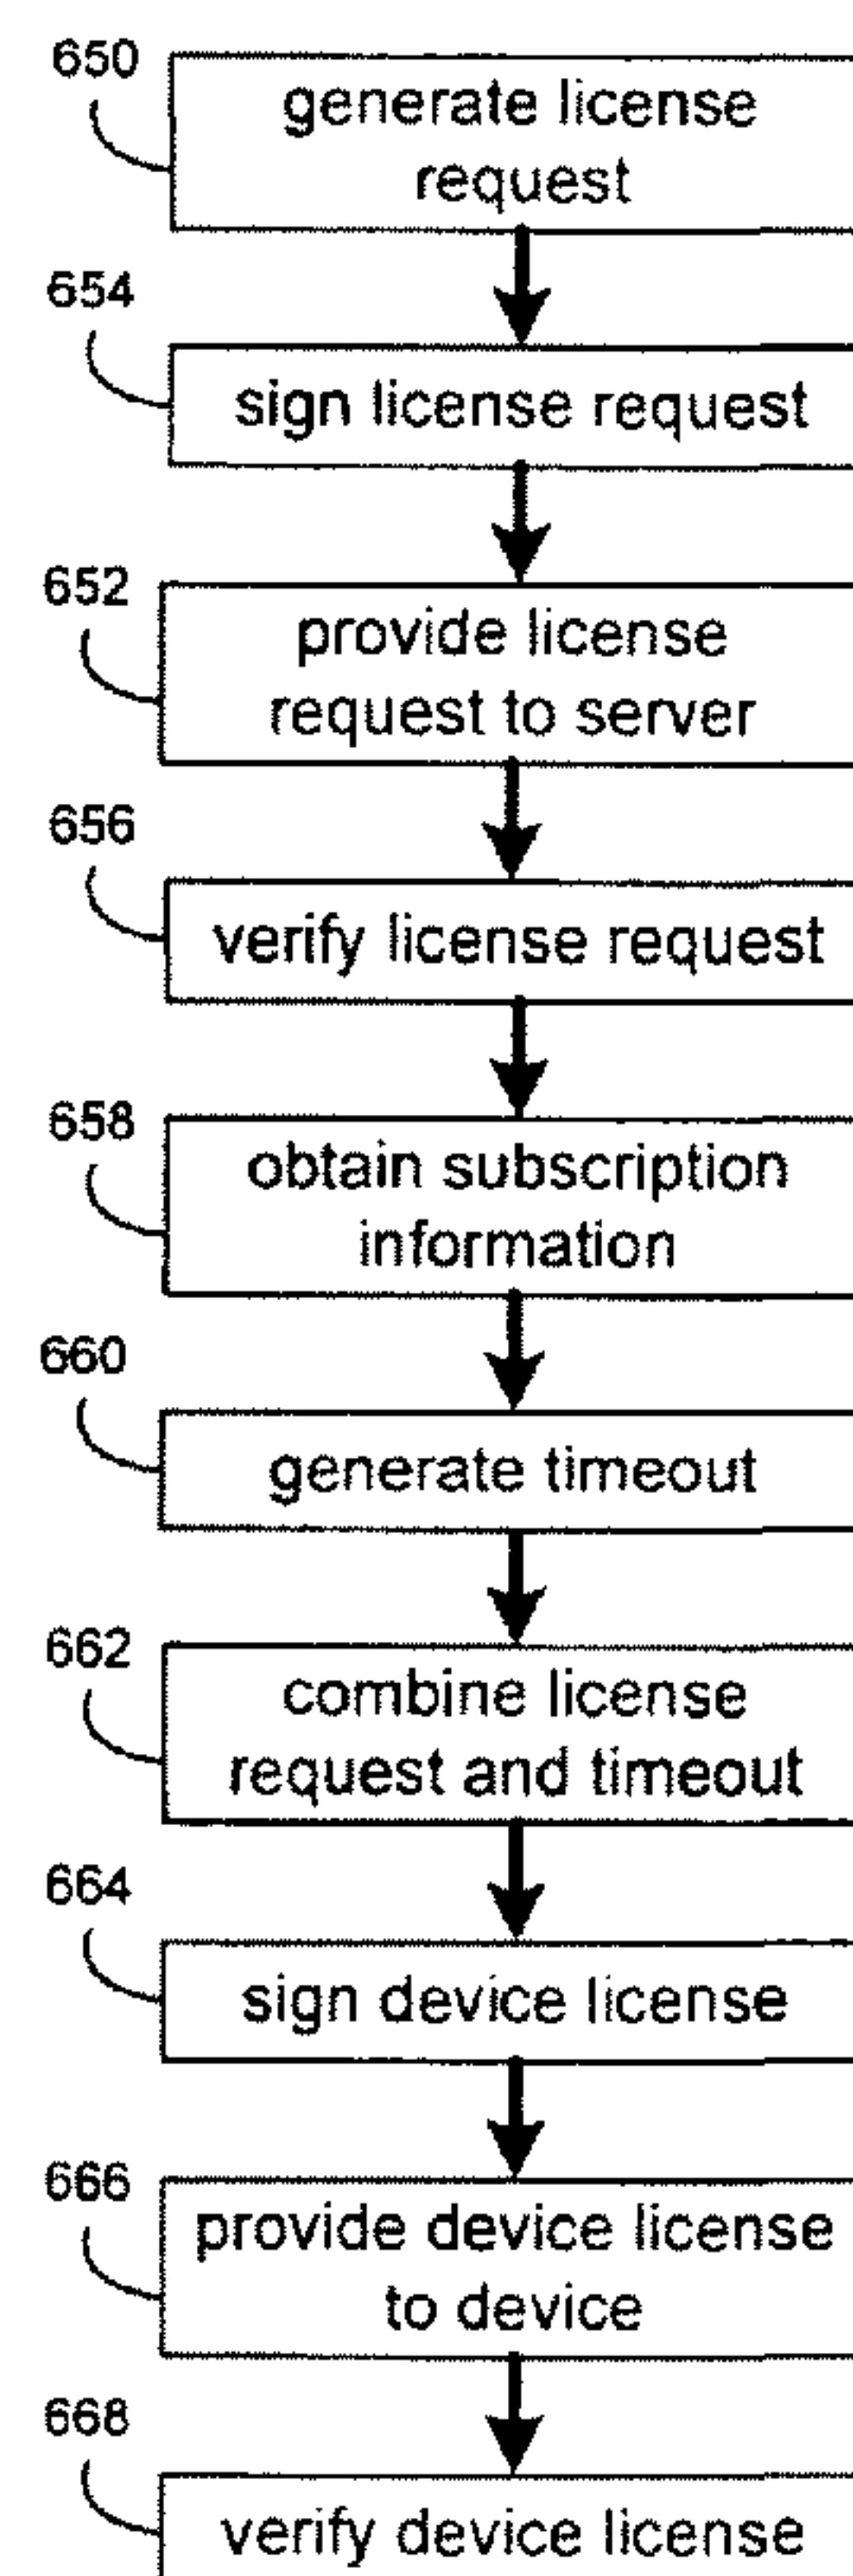 650
generate license
request
654
sign license request
652
provide license
request to server
656
verify license request
658
obtain subscription
information
660
generate timeout
662
combine license
request and timeout
664
sign device license
666
provide device license
to device
668
verify device license